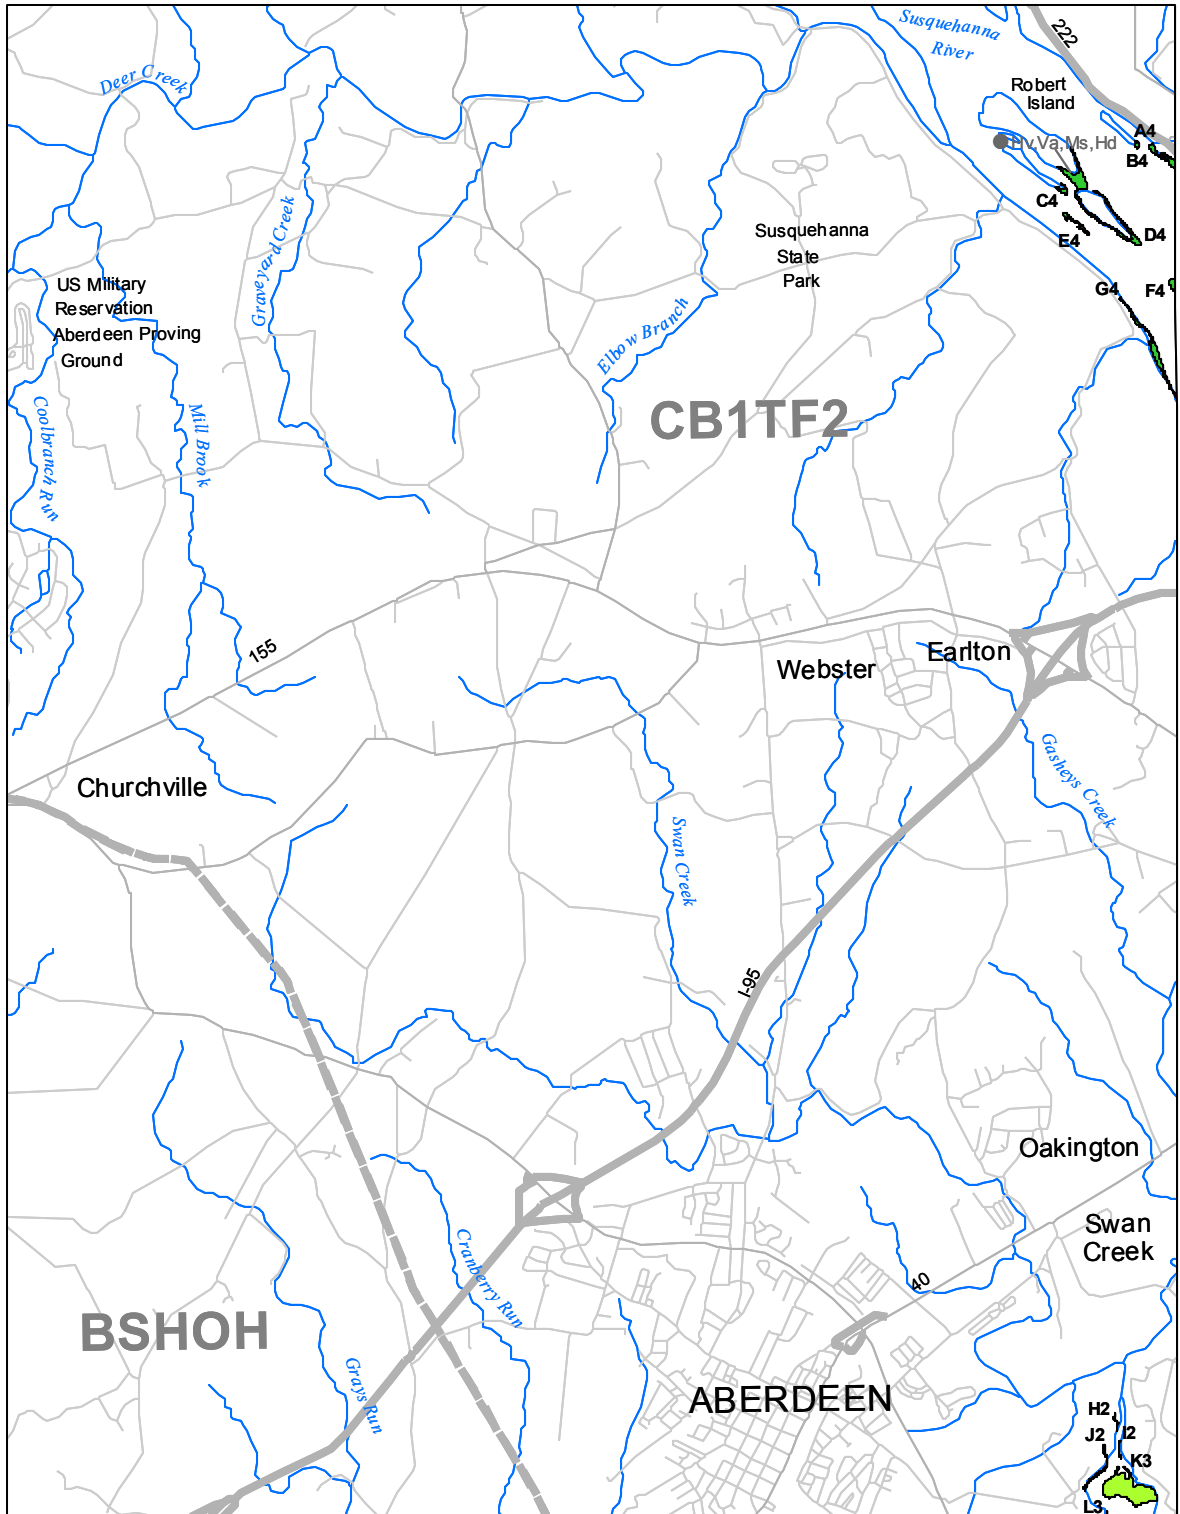 Susquehanna
River
222
Deer Creek
Robert
Island
A4
Hv,Va,Ms,Hd
B4
C4
D4
E4
Susquehanna
State
Park
Graveyard Creek
US Military
Reservation
Aberdeen Proving
Ground
G4
F4
Elbow Branch
CB1TF2
Coolbranch Run
Mill Brook
155
Webster
Earlton
Churchville
Gasheys Creek
Swan Creek
I-95
Oakington
Swan
Creek
Cranberry Run
40
BSHOH
Grays Run
ABERDEEN
H2
J2
I2
K3
L3